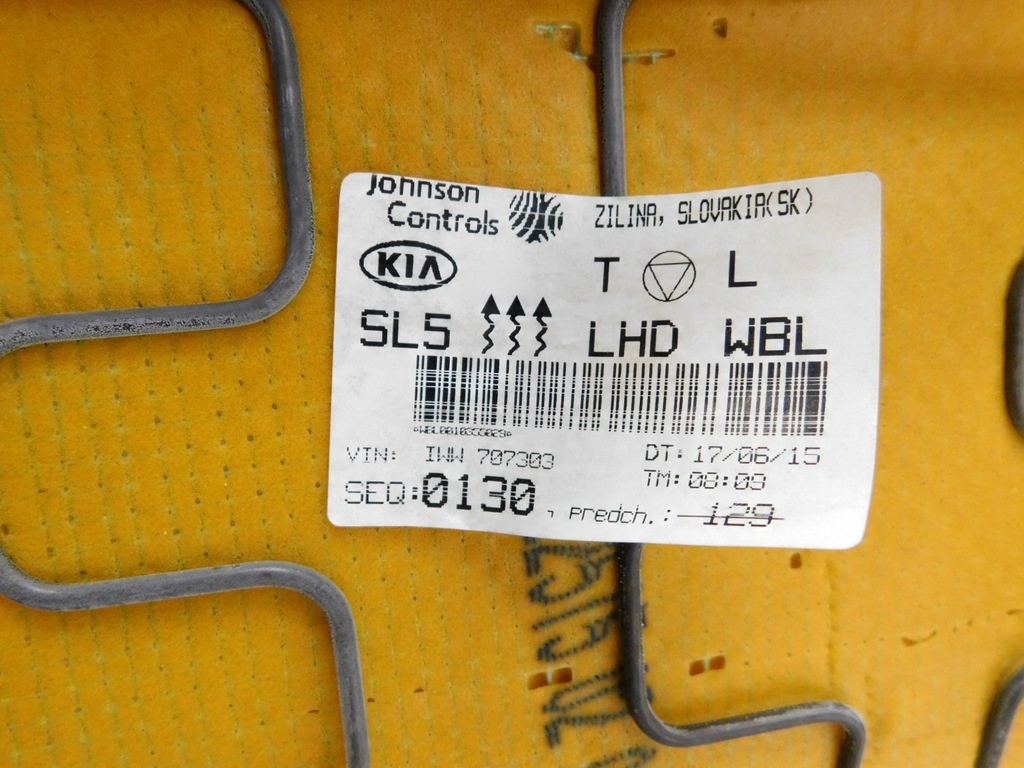 Johnson
Controls
ZILINA, SLOVAKIA(SK)
KIA
T L
SL5 LHD WBL
VIN: IWW 707303
DT: 17/06/15
TM: 08:09
SEQ:0130, Predch.: 129